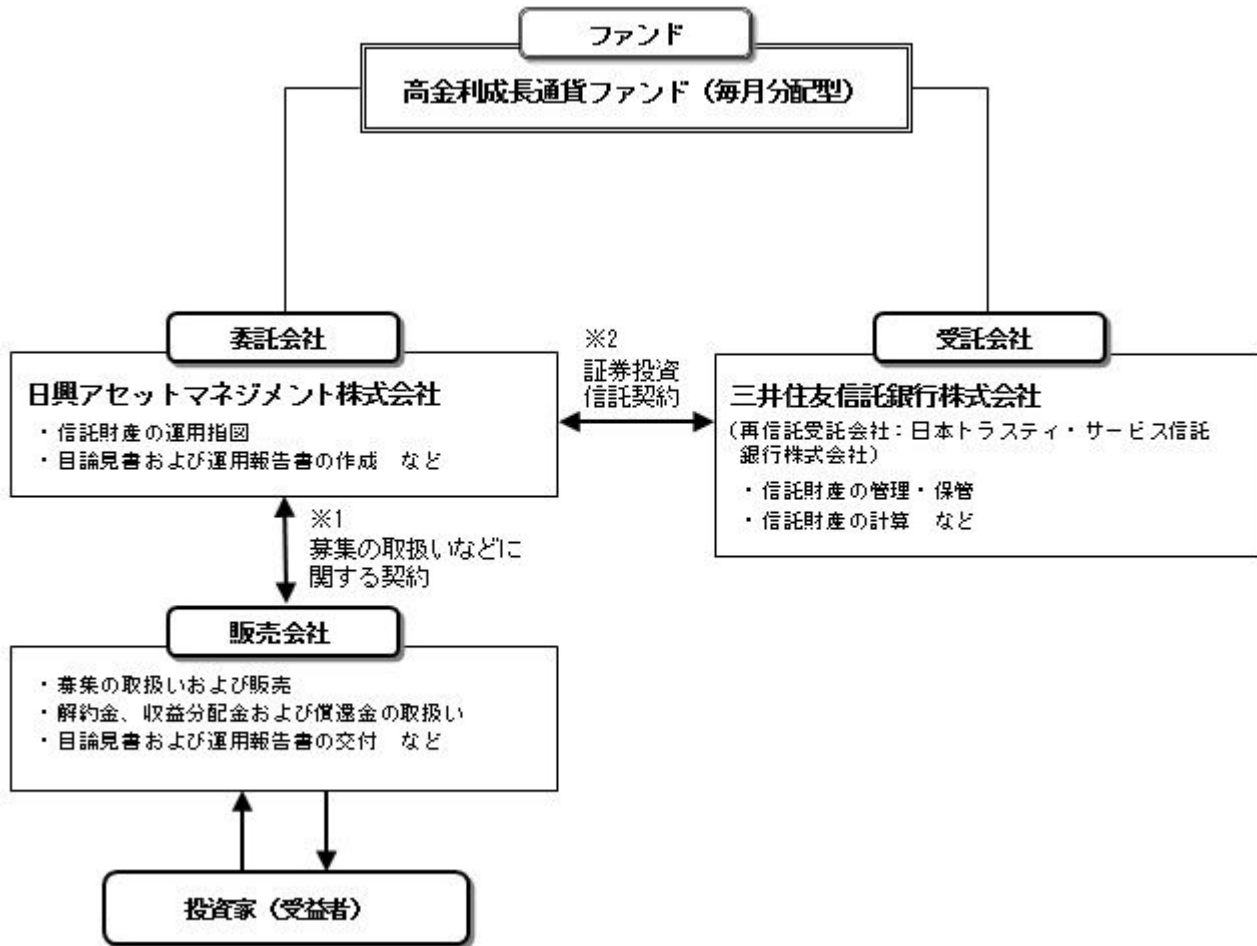 ファンド
高金利成長通貨ファンド（毎月分配型）
委託会社
日興アセットマネジメント株式会社
・信託財産の運用指図
・目論見書および運用報告書の作成　など
※2
証券投資
信託契約
受託会社
三井住友信託銀行株式会社
（再信託受託会社：日本トラスティ・サービス信託
銀行株式会社）
・信託財産の管理・保管
・信託財産の計算　など
※1
募集の取扱いなどに
関する契約
販売会社
・募集の取扱いおよび販売
・解約金、収益分配金および償還金の取扱い
・目論見書および運用報告書の交付　など
投資家（受益者）